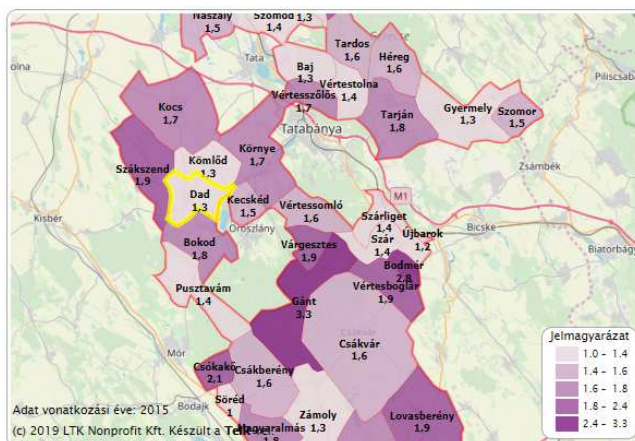 Naszály
1,5
Szomód
1,4
1,3
Tardos
1,6
Héreg
1,6
Tata
Baj
1,3
Vértestolna
1,4
Vértesszőlős
1,7
Tarján
1,8
Gyermely
1,3
Szomor
1,5
Piliscsab
Kocs
1,7
Tatabánya
Környe
1,7
Zsámbék
Szákszend
1,9
Kömlőd
1,3
Dad
1,3
Kecskéd
1,5
Oroszlány
Kisbér
M1
Vértessomló
1,6
Szárliget
1,4
Szár
1,4
Újbarok
1,2
Bicske
Biatorbágy
Bokod
1,8
Várgesztes
1,9
Bodmér
2,8
Vértesboglár
1,9
Pusztavám
1,4
Gánt
3,3
Csákvár
Csákvár
1,6
Mór
Csókakő
2,1
Csákberény
1,6
Söréd
1
Bodajk
Zámoly
1,3
Lovasberény
1,9
Magyaralmás
1,8
Jelmagyarázat
1.0 - 1.4
1.4 - 1.6
1.6 - 1.8
1.8 - 2.4
2.4 - 3.3
Adat vonatkozási éve: 2015
(c) 2019 LTK Nonprofit Kft. Készült a